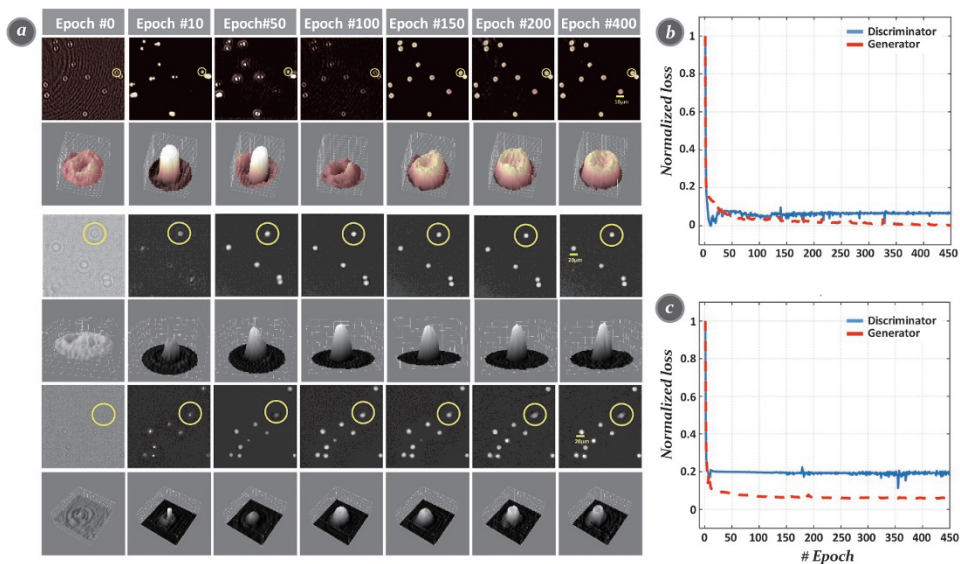 a
Epoch #0 Epoch #10 Epoch#50 Epoch #100 Epoch #150 Epoch #200 Epoch #400
10μm
20μm
20μm
b
Discriminator
Generator
Normalized loss
1
0.8
0.6
0.4
0.2
0
0 50 100 150 200 250 300 350 400 450
c
Discriminator
Generator
Normalized loss
1
0.8
0.6
0.4
0.2
0
0 50 100 150 200 250 300 350 400 450
# Epoch